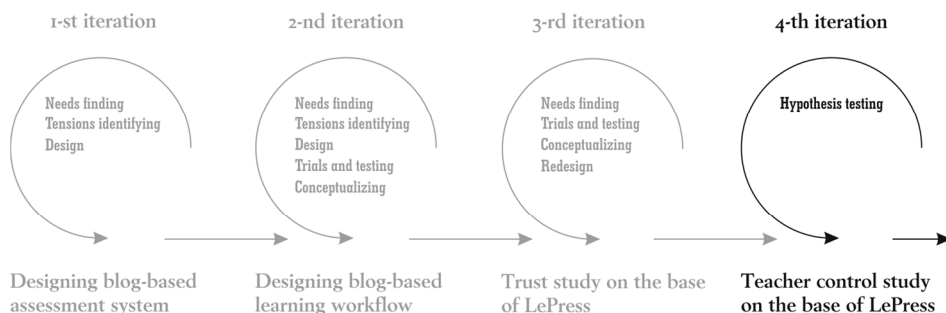 1-st iteration
2-nd iteration
3-rd iteration
4-th iteration
Needs finding
Tensions identifying
Design
Needs finding
Tensions identifying
Design
Trials and testing
Conceptualizing
Needs finding
Trials and testing
Conceptualizing
Redesign
Hypothesis testing
Designing blog-based
assessment system
Designing blog-based
learning workflow
Trust study on the base
of LePress
Teacher control study
on the base of LePress